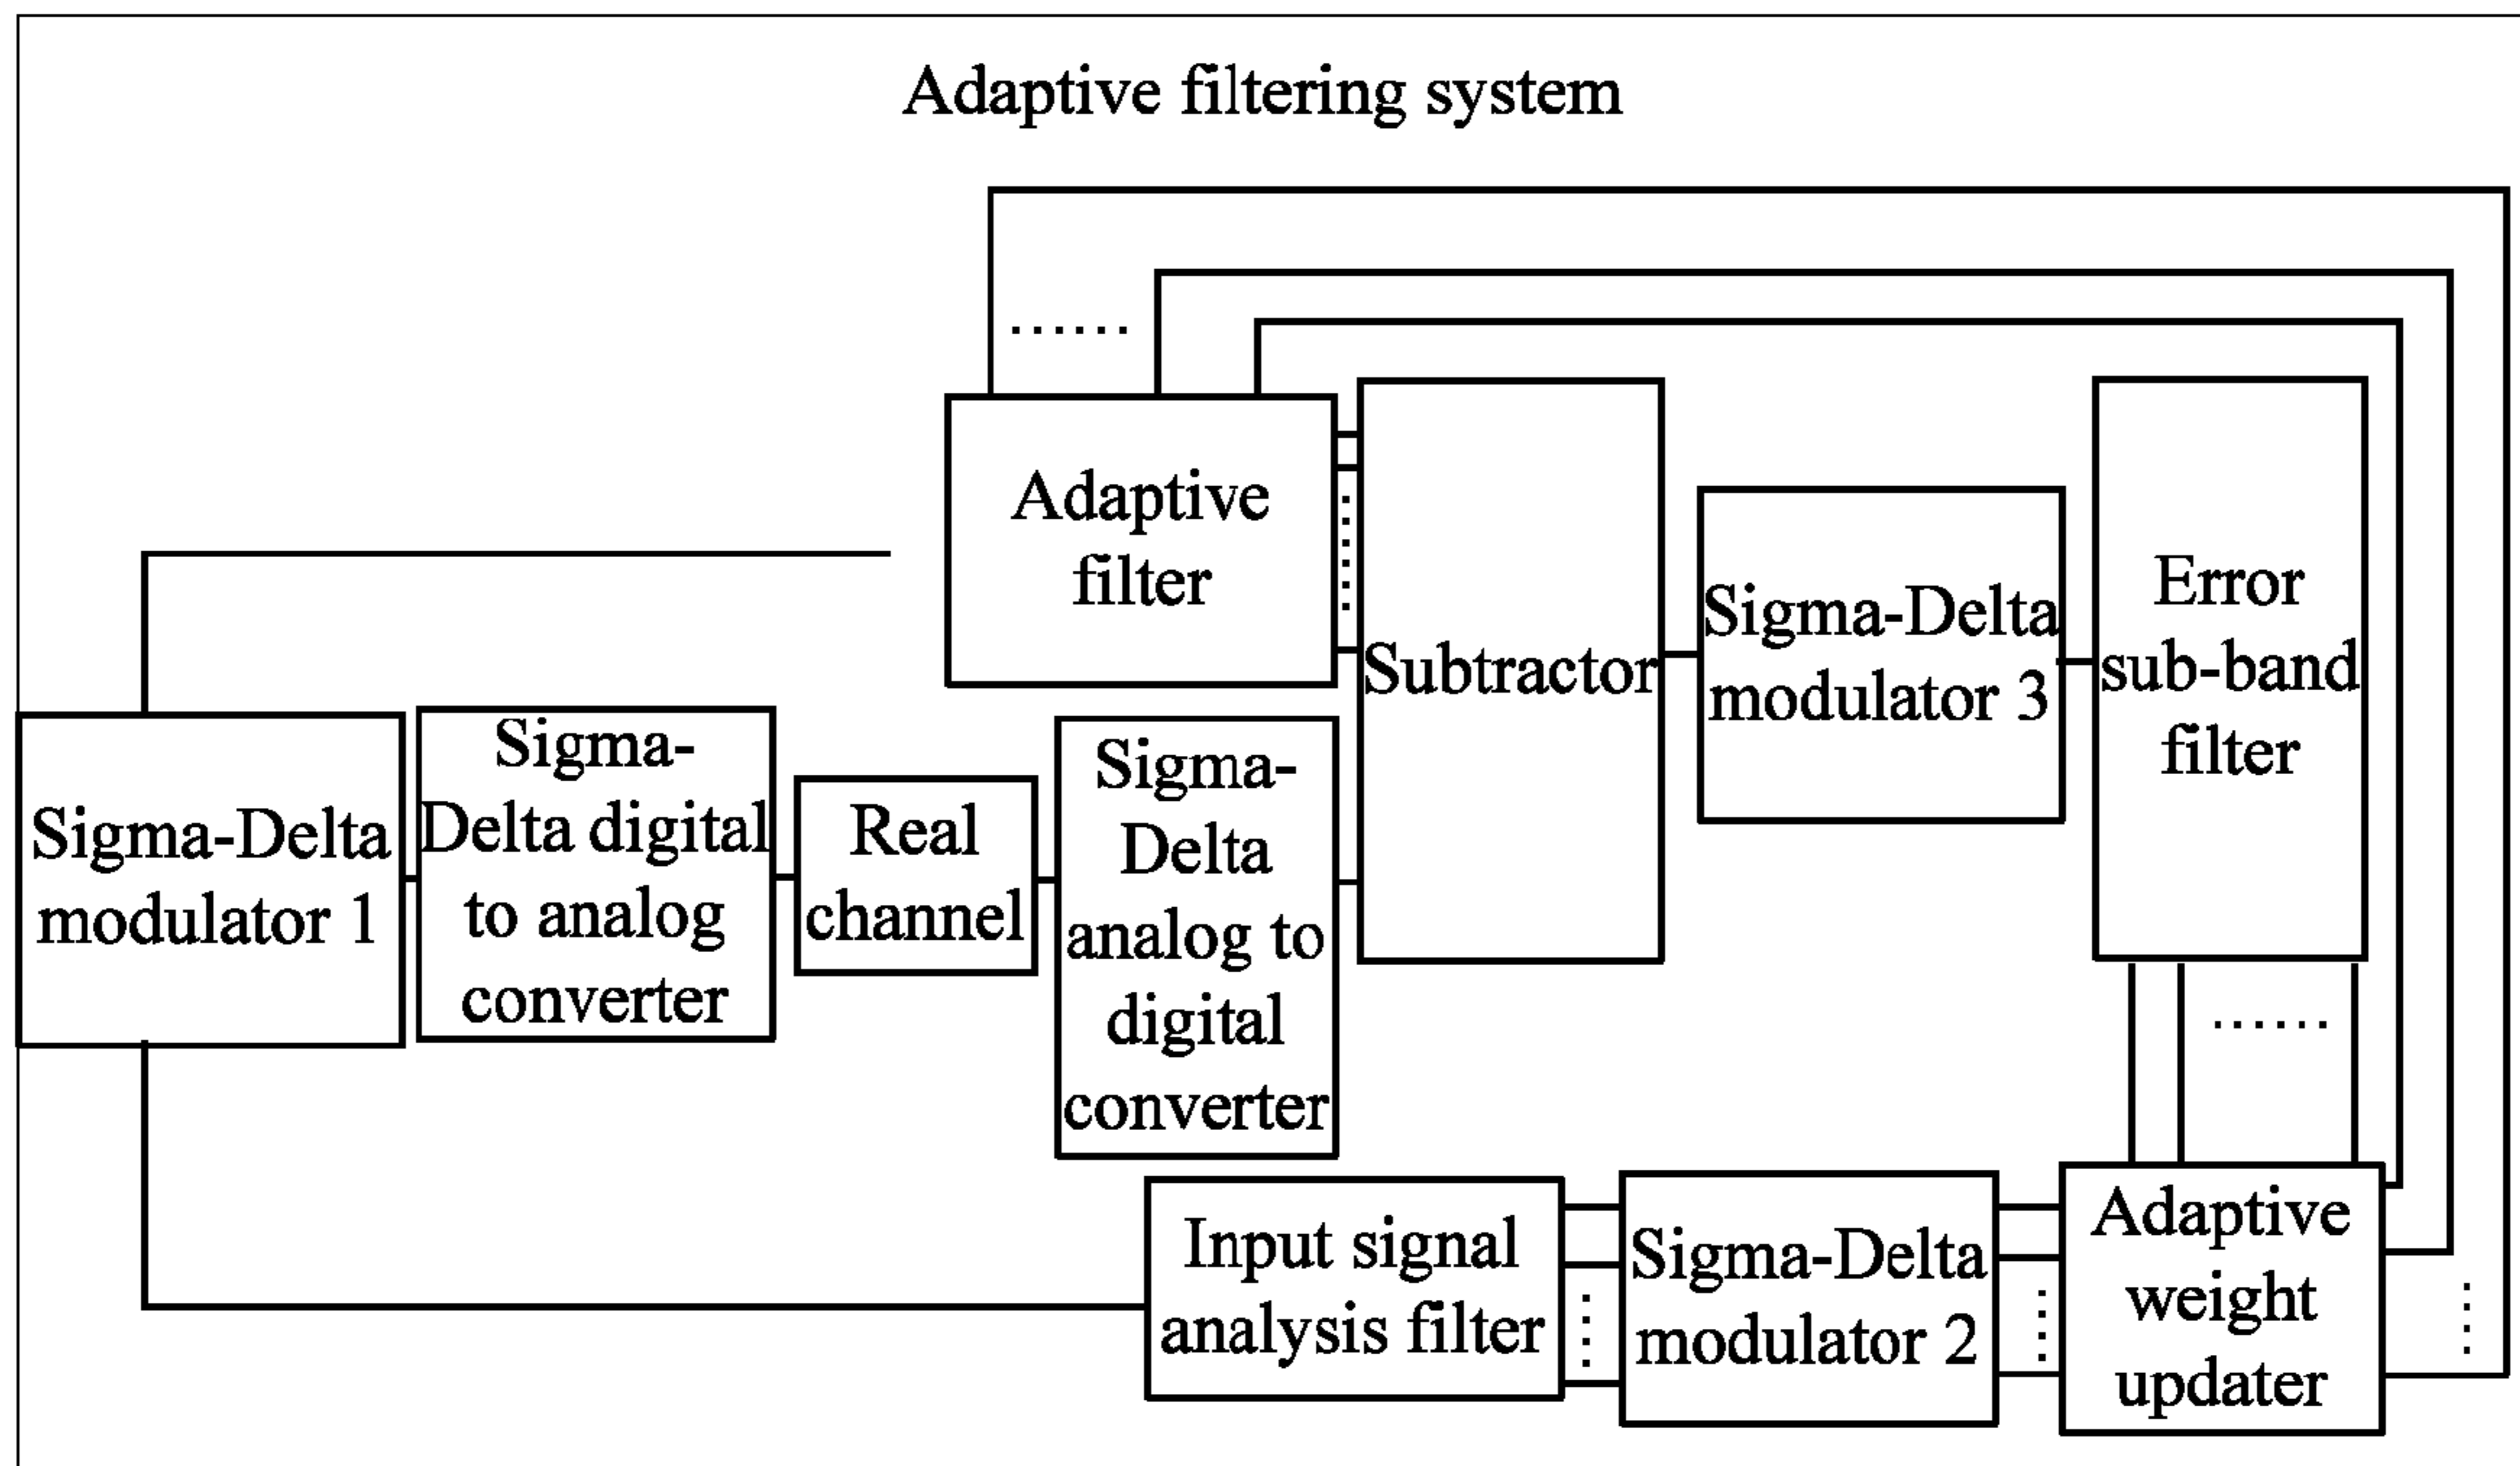 Adaptive filtering system
......
Adaptive
filter
Subtractor
Sigma-Delta
modulator 3
Error
sub-band
filter
Sigma-Delta
modulator 1
Sigma-
Delta digital
to analog
converter
Real
channel
Sigma-
Delta
analog to
digital
converter
......
Input signal
analysis filter
Sigma-Delta
modulator 2
Adaptive
weight
updater